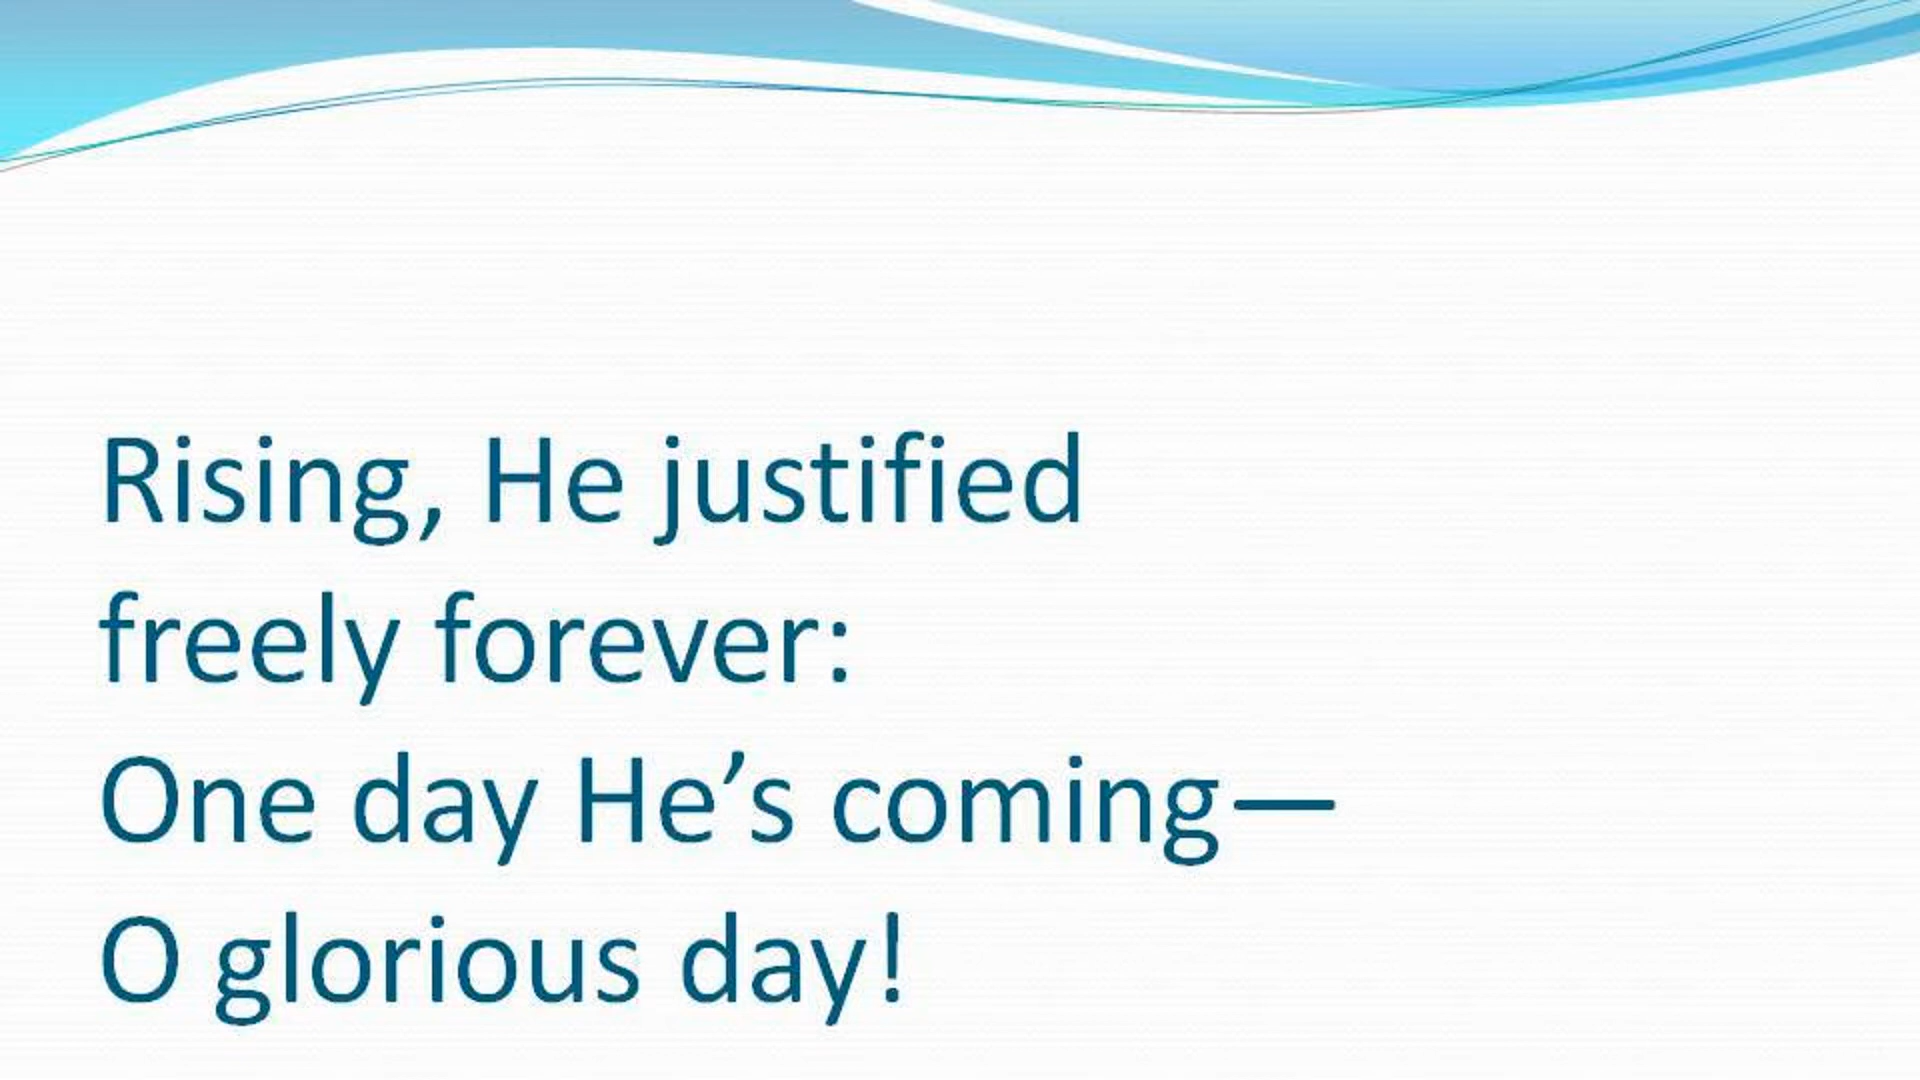 Rising, He justified
freely forever:
One day He’s coming—
O glorious day!